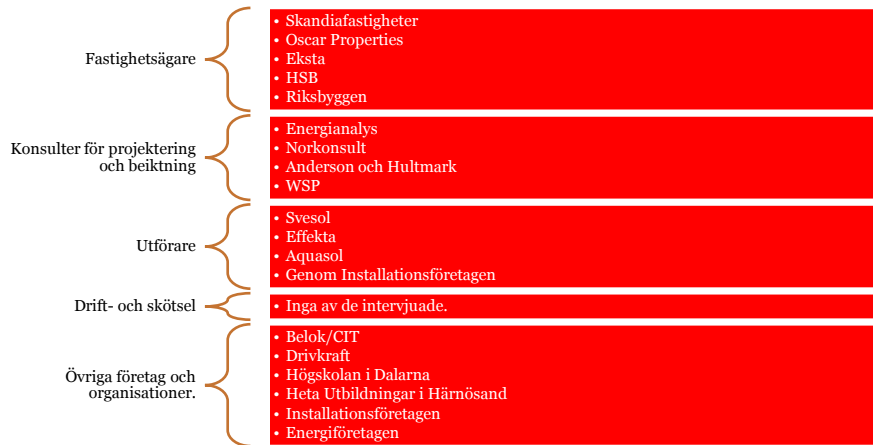 Fastighetsägare
• Skandiafastigheter
• Oscar Properties
• Eksta
• HSB
• Riksbyggen
Konsulter för projektering
och beiktning
• Energianalys
• Norkonsult
• Anderson och Hultmark
• WSP
Utförare
• Svesol
• Effekta
• Aquasol
• Genom Installationsföretagen
Drift- och skötsel
• Inga av de intervjuade.
Övriga företag och
organisationer.
• Belok/CIT
• Drivkraft
• Högskolan i Dalarna
• Heta Utbildningar i Härnösand
• Installationsföretagen
• Energiföretagen